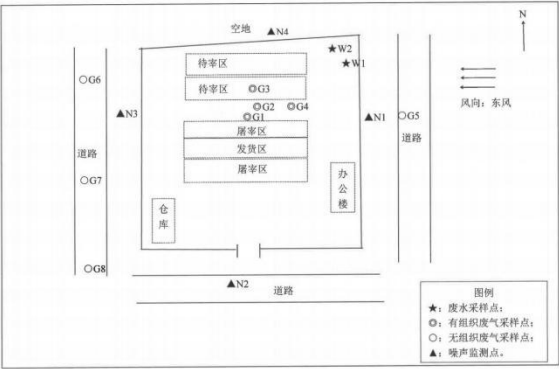 空地
▲N4
N
★W2
★W1
待宰区
待宰区
◎G3
◎G2
◎G4
◎G1
○G6
▲N3
▲N1
○G5
风向：东风
道路
屠宰区
发货区
屠宰区
道路
○G7
办公楼
仓库
○G8
▲N2
道路
图例
★：废水采样点；
◎：有组织废气采样点；
○：无组织废气采样点；
▲：噪声监测点。